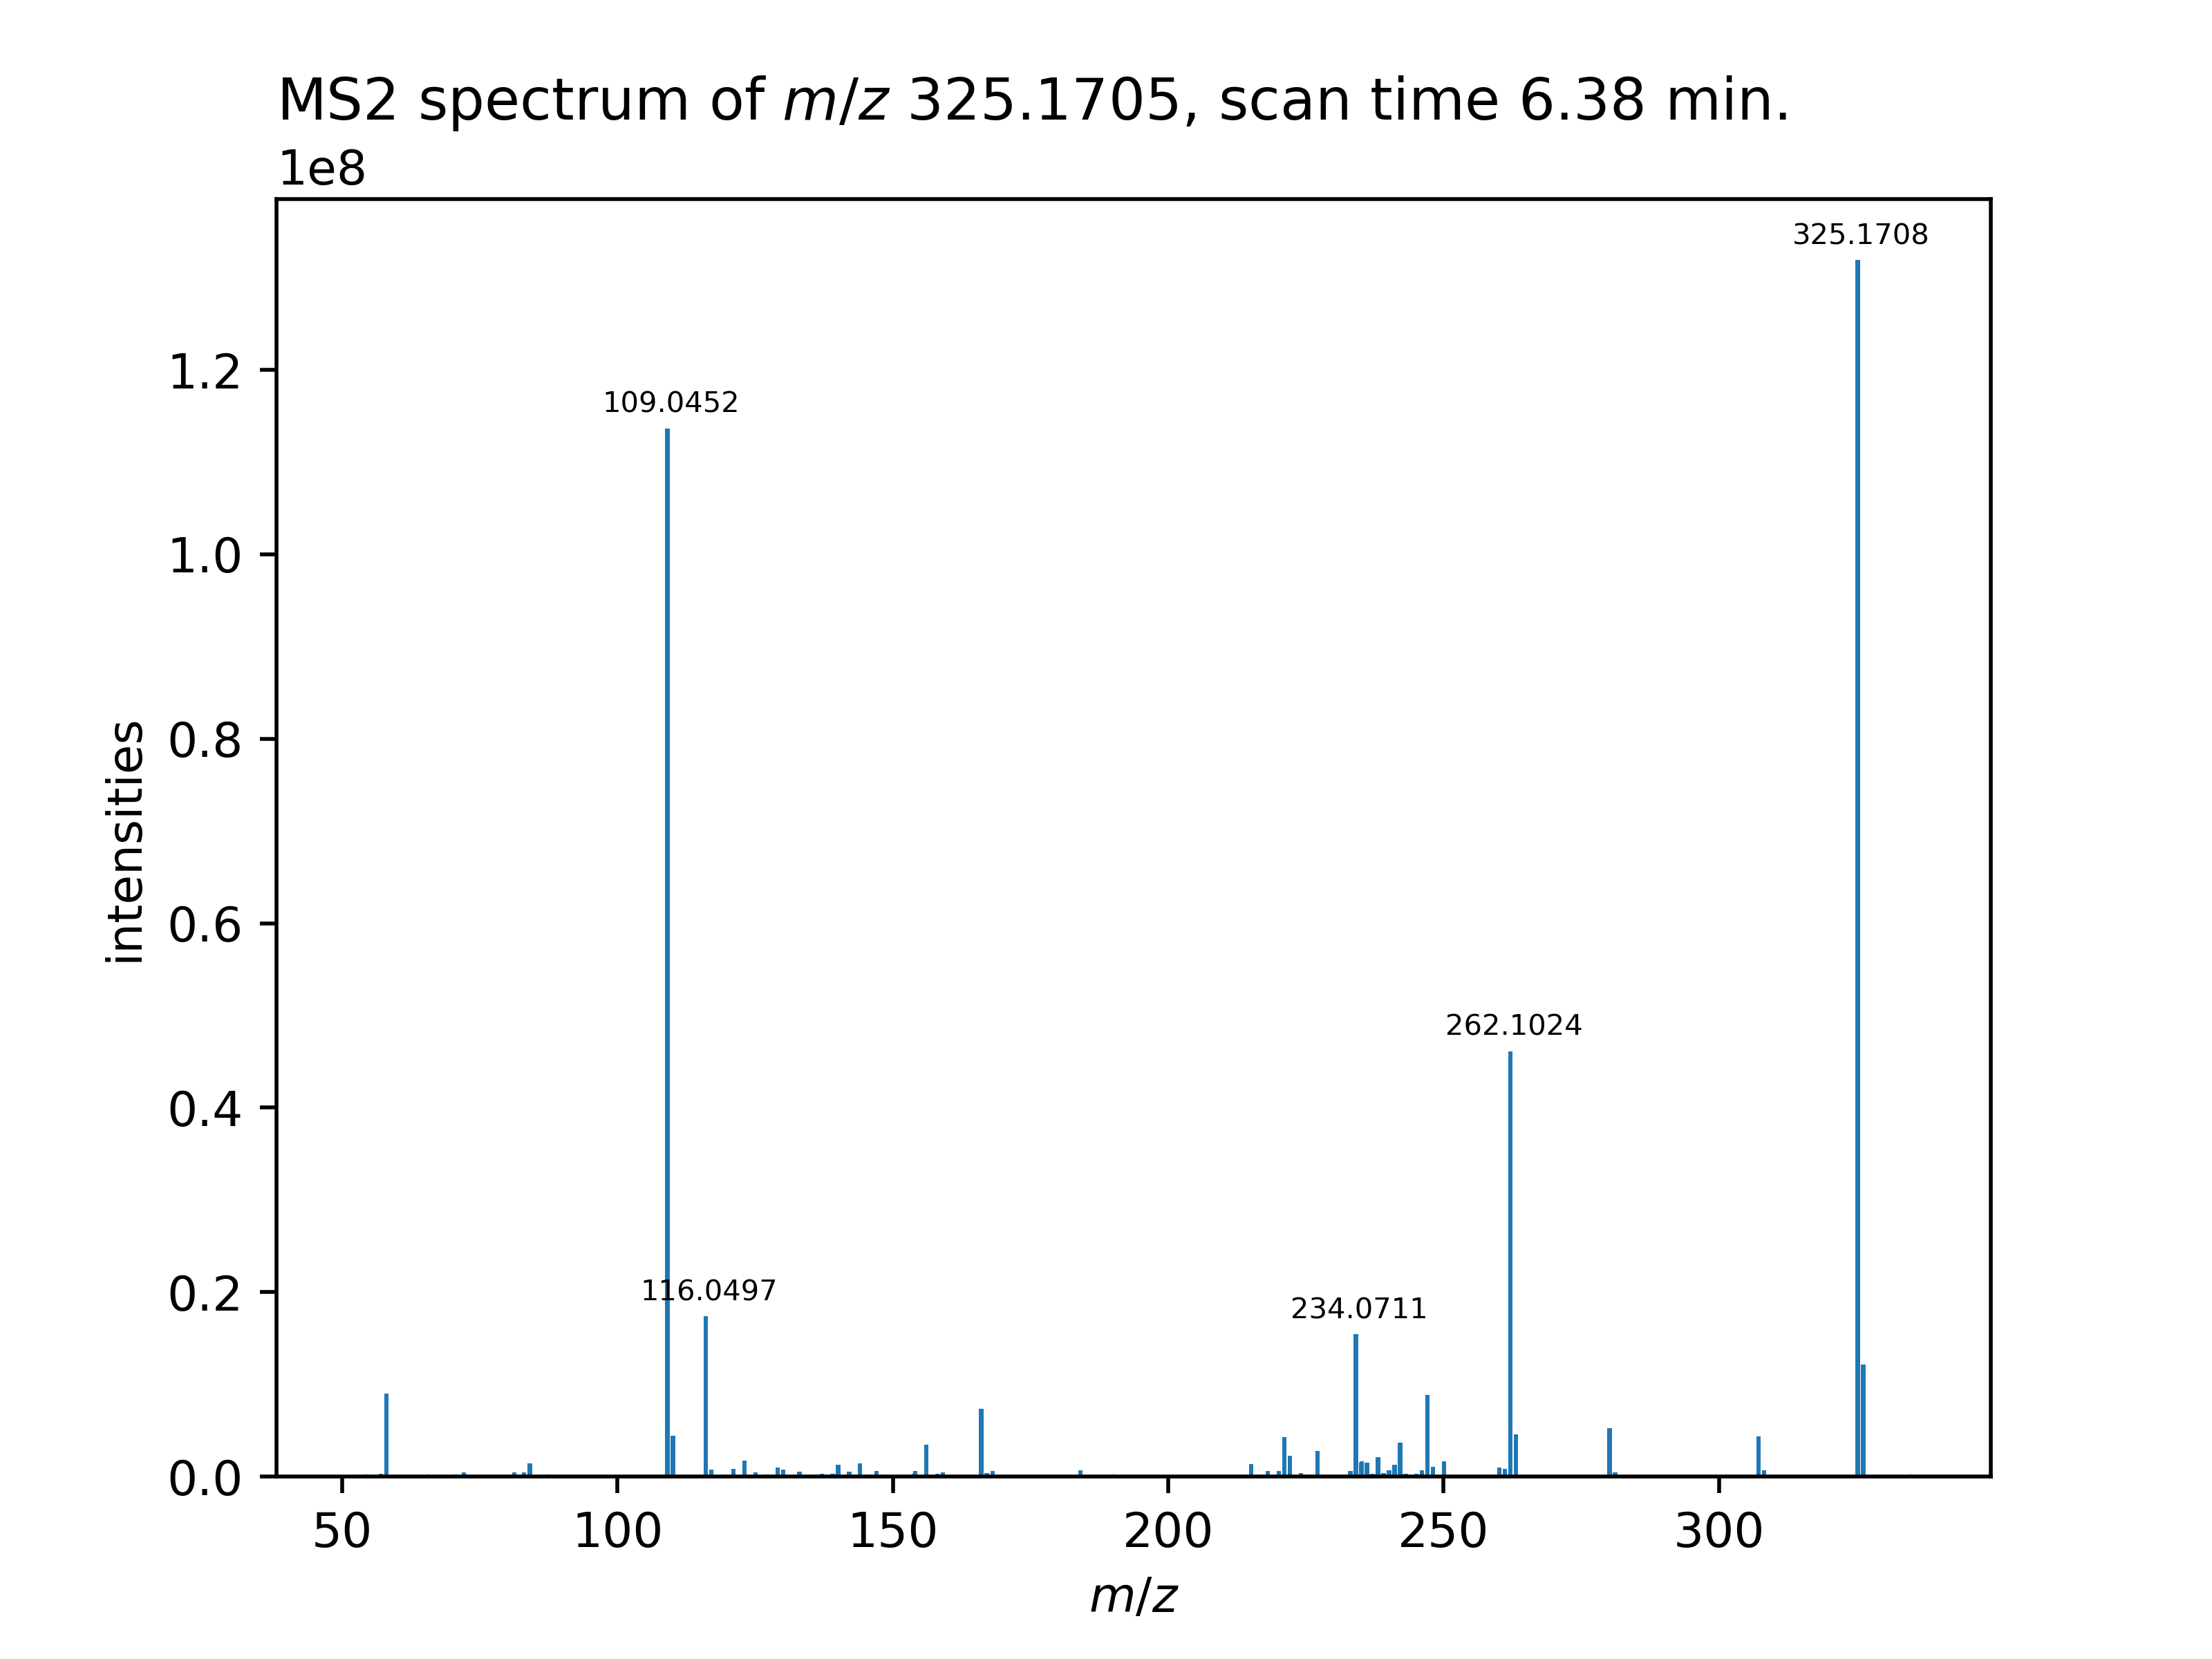 MS2 spectrum of m/z 325.1705, scan time 6.38 min.
1e8
325.1708
109.0452
262.1024
116.0497
234.0711
1.2
1.0
0.8
0.6
0.4
0.2
0.0
intensities
50 100 150 200 250 300
m/z